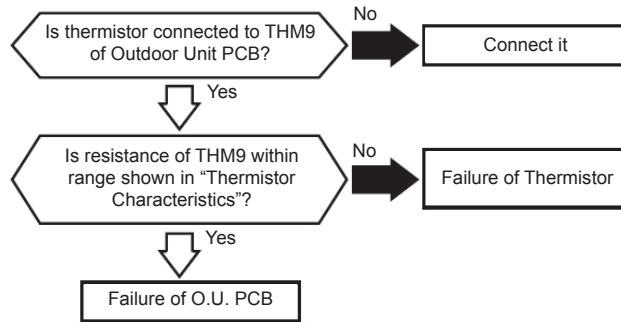 Is thermistor connected to THM9
of Outdoor Unit PCB?
No
Connect it
Yes
Is resistance of THM9 within
range shown in “Thermistor
Characteristics”?
No
Failure of Thermistor
Yes
Failure of O.U. PCB